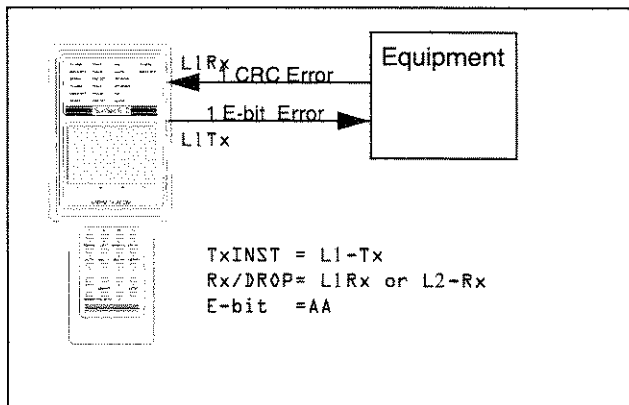 L1Rx
Equipment
1 CRC Error
1 E-bit Error
L1Tx
TxINST = L1-Tx
Rx/DROP= L1Rx or L2-Rx
E-bit =AA